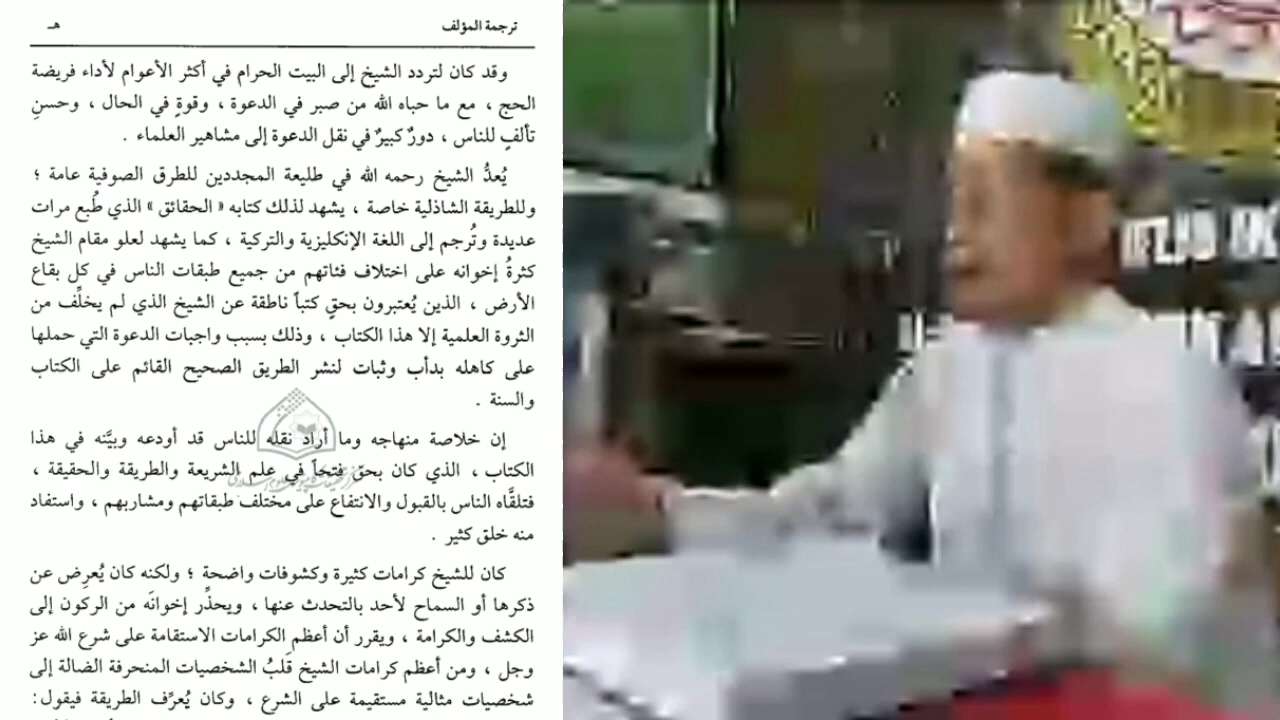 ترجمة المؤلف
هـ
وقد كان لتردد الشيخ إلى البيت الحرام في أكثر الأعوام لأداء فريضة
الحج ، مع ما حباه الله من صبر في الدعوة ، وقوةٍ في الحال ، وحسنِ
تألفٍ للناس ، دورٌ كبيرٌ في نقل الدعوة إلى مشاهير العلماء .
يُعدُّ الشيخ رحمه الله في طليعة المجددين للطرق الصوفية عامة ؛
وللطريقة الشاذلية خاصة ، يشهد لذلك كتابه « الحقائق » الذي طُبع مرات
عديدة وتُرجم إلى اللغة الإنكليزية والتركية ، كما يشهد لعلو مقام الشيخ
كثرةُ إخوانه على اختلاف فئاتهم من جميع طبقات الناس في كل بقاع
الأرض ، الذين يُعتبرون بحقٍ كتباً ناطقة عن الشيخ الذي لم يخلِّف من
الثروة العلمية إلا هذا الكتاب ، وذلك بسبب واجبات الدعوة التي حملها
على كاهله بدأب وثبات لنشر الطريق الصحيح القائم على الكتاب
والسنة .
إن خلاصة منهاجه وما أراد نقله للناس قد أودعه وبيَّنه في هذا
الكتاب ، الذي كان بحق فتحاً في علم الشريعة والطريقة والحقيقة ،
فتلقَّاه الناس بالقبول والانتفاع على مختلف طبقاتهم ومشاربهم ، واستفاد
منه خلق كثير .
كان للشيخ كرامات كثيرة وكشوفات واضحة ؛ ولكنه كان يُعرِض عن
ذكرها أو السماح لأحد بالتحدث عنها ، ويحذِّر إخوانَه من الركون إلى
الكشف والكرامة ، ويقرر أن أعظم الكرامات الاستقامة على شرع الله عز
وجل ، ومن أعظم كرامات الشيخ قَلبُ الشخصيات المنحرفة الضالة إلى
شخصيات مثالية مستقيمة على الشرع ، وكان يُعرِّف الطريقة فيقول :